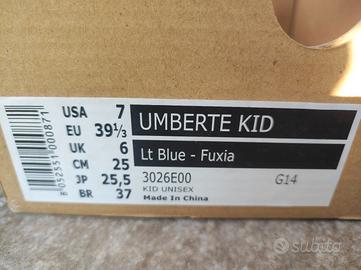 USA 7
EU 39⅓
UK 6
CM 25
JP 25,5
BR 37
8052551000871
UMBERTE KID
Lt Blue - Fuxia
3026E00 G14
KID UNISEX
Made In China
subito